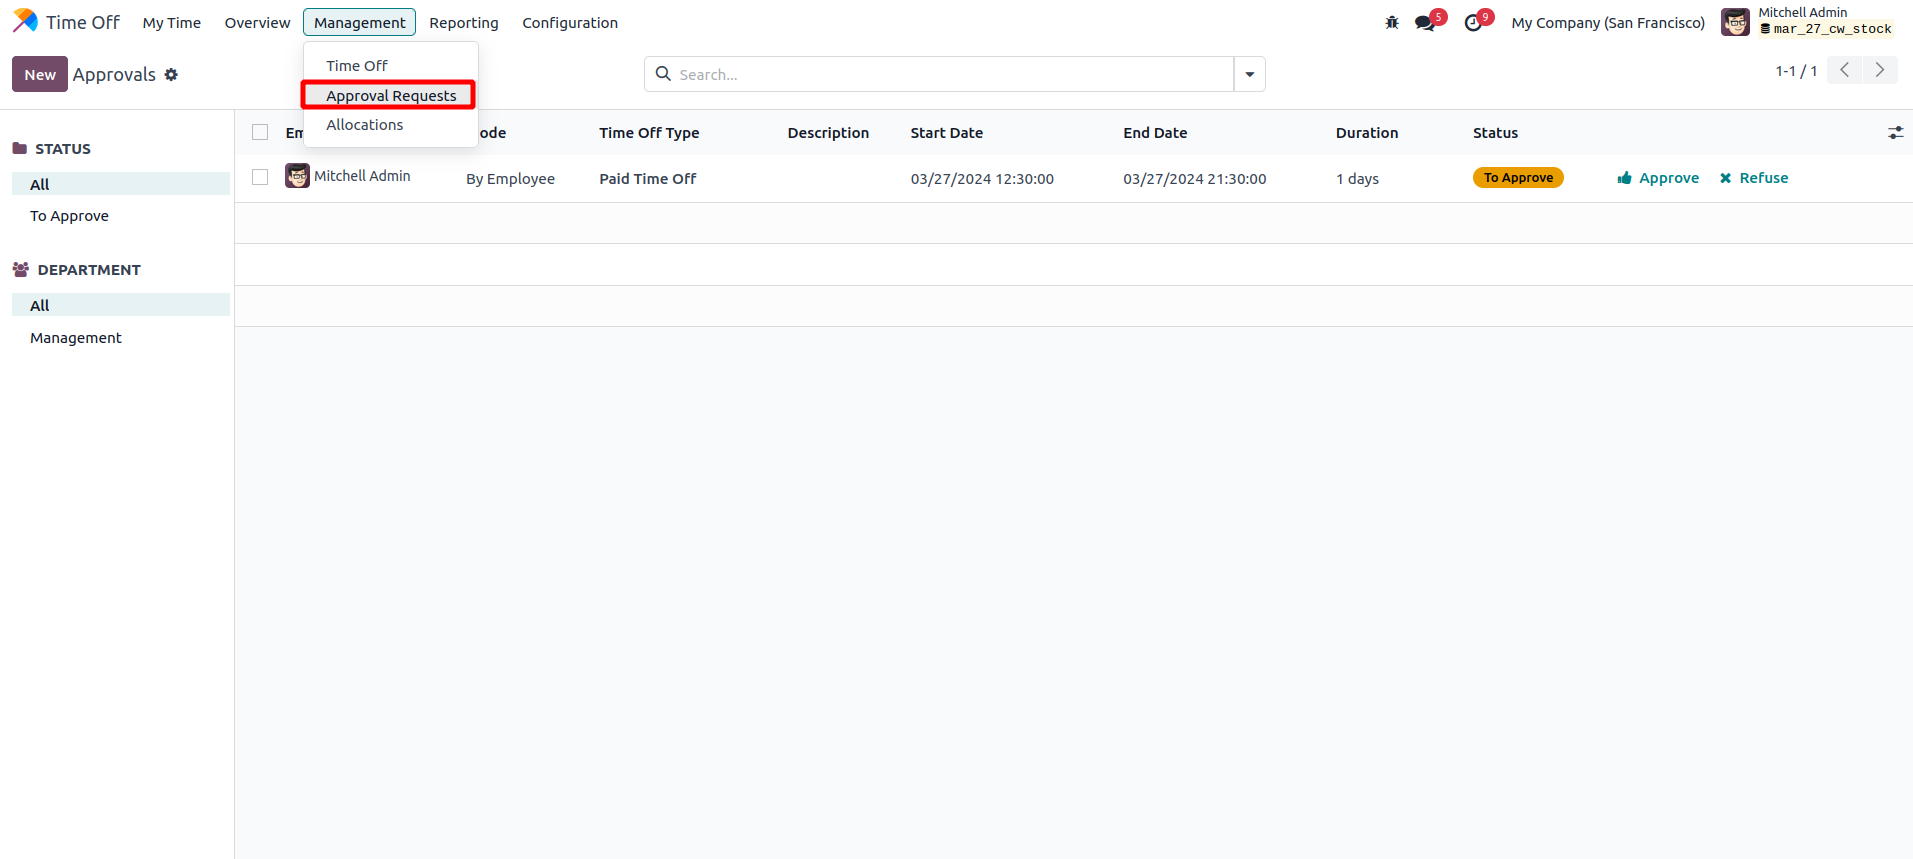 Time Off My Time Overview Management Reporting Configuration 5 9 My Company (San Francisco) Mitchell Admin
mar_27_cw_stock
New Approvals Search... 1-1 / 1
Time Off
Approval Requests
Allocations
STATUS
All
To Approve
DEPARTMENT
All
Management
Em ode Time Off Type Description Start Date End Date Duration Status
Mitchell Admin By Employee Paid Time Off 03/27/2024 12:30:00 03/27/2024 21:30:00 1 days To Approve Approve Refuse